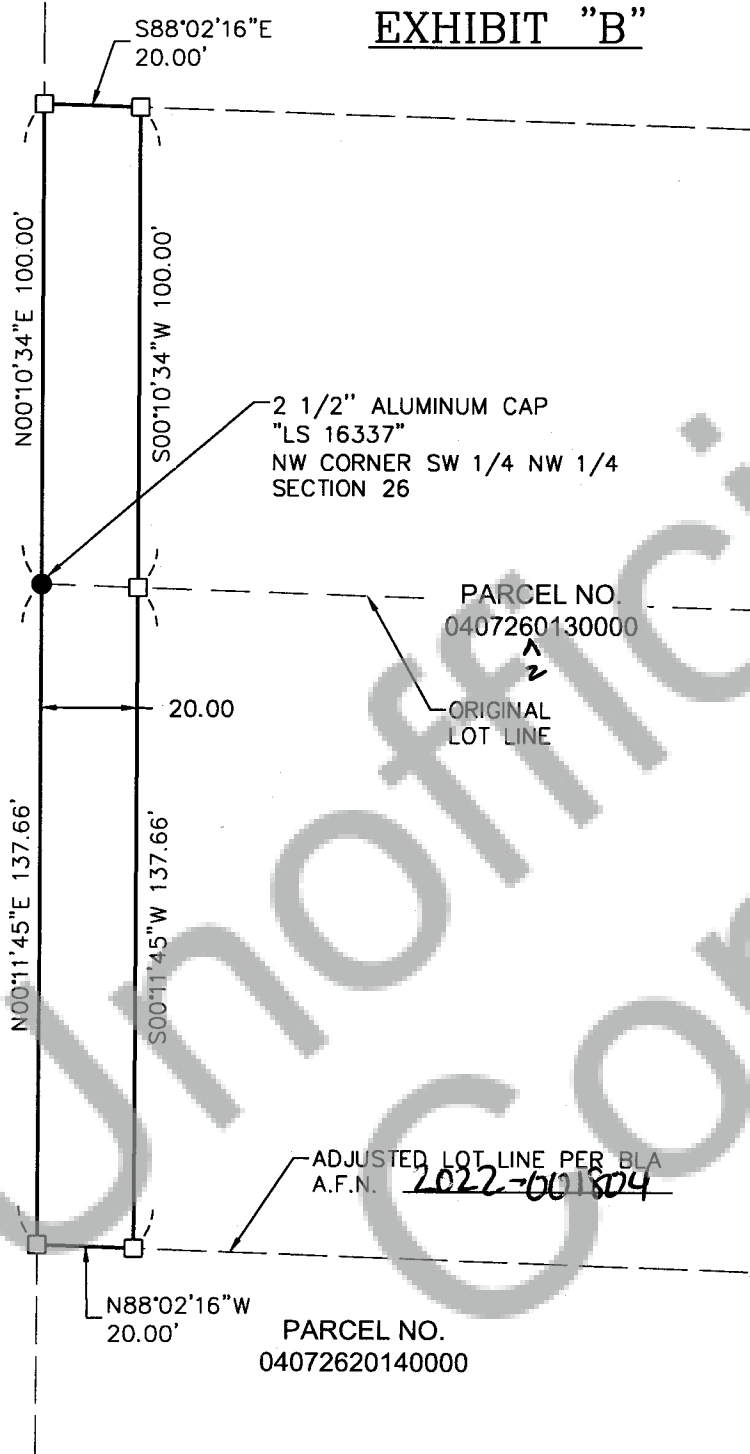 EXHIBIT "B"
S88°02'16"E
20.00'
N00°10'34"E 100.00'
S00°10'34"W 100.00'
2 1/2" ALUMINUM CAP
"LS 16337"
NW CORNER SW 1/4 NW 1/4
SECTION 26
PARCEL NO.
0407260130000
^
2
20.00
ORIGINAL
LOT LINE
N00°11'45"E 137.66'
S00°11'45"W 137.66'
ADJUSTED LOT LINE PER BLA
A.F.N. 2022-001804
N88°02'16"W
20.00'
PARCEL NO.
04072620140000
Unoffici
Co